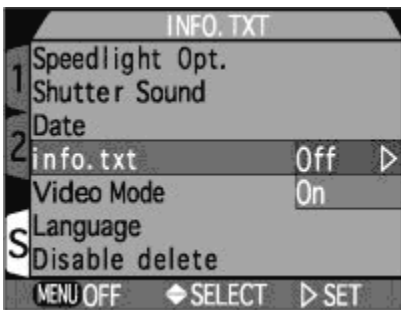 INFO. TXT
1
Speedlight Opt.
Shutter Sound
Date
2
info. txt Off
Video Mode On
Language
S
Disable delete
MENU OFF SELECT SET